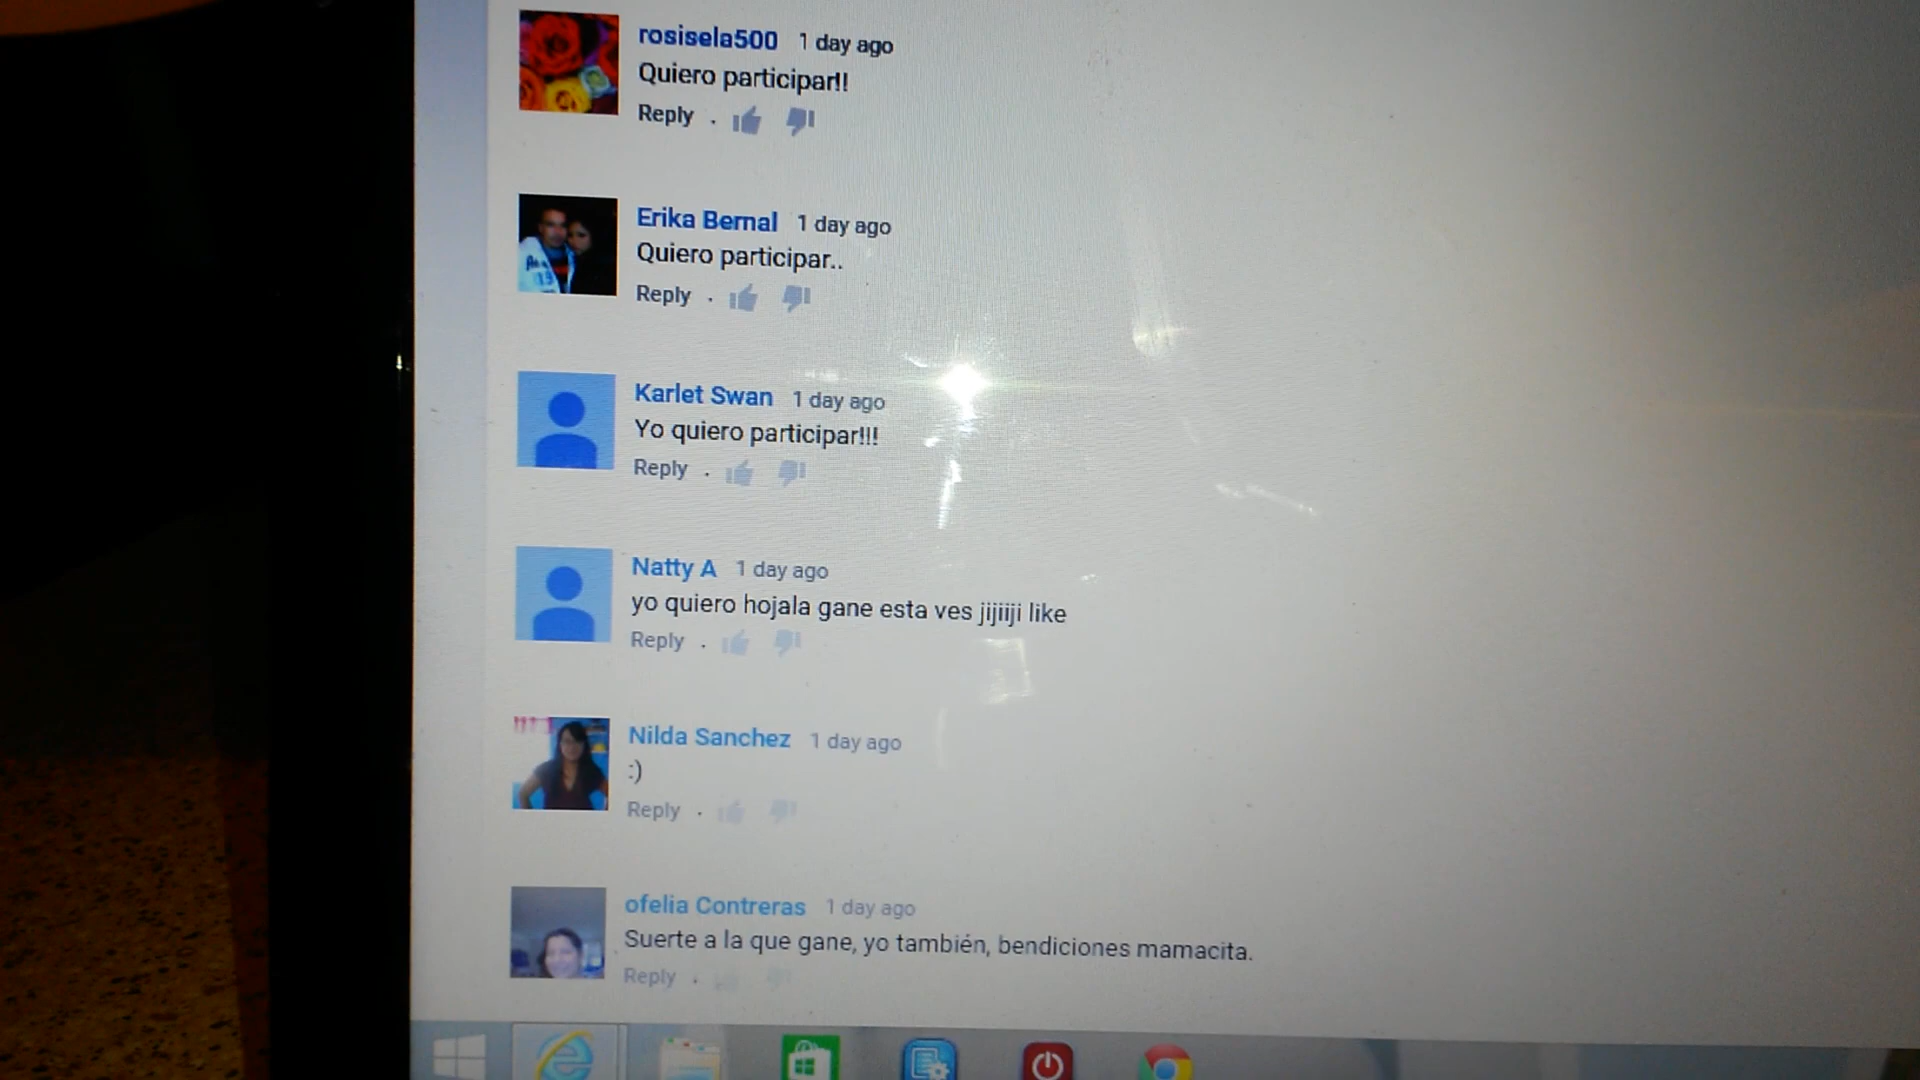 rosisela500 1 day ago
Quiero participar!!
Reply .
Erika Bernal 1 day ago
Quiero participar..
Reply .
Karlet Swan 1 day ago
Yo quiero participar!!!
Reply .
Natty A 1 day ago
yo quiero hojala gane esta ves jijiiji like
Reply .
Nilda Sanchez 1 day ago
:)
Reply .
ofelia Contreras 1 day ago
Suerte a la que gane, yo también, bendiciones mamacita.
Reply .